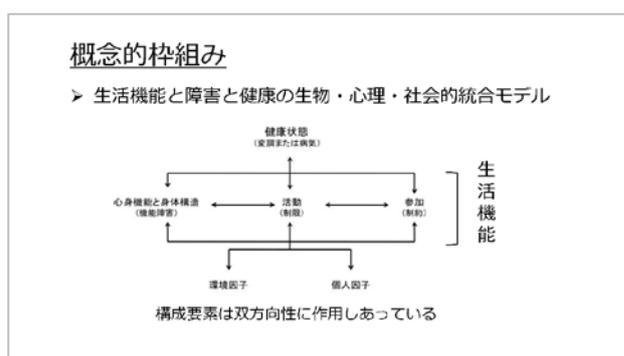 概念的枠組み
➤ 生活機能と障害と健康の生物・心理・社会的統合モデル
健康状態
(変調または病気)
心身機能と身体構造
(機能障害)
活動
(制限)
参加
(制約)
生活機能
環境因子
個人因子
構成要素は双方向性に作用しあっている